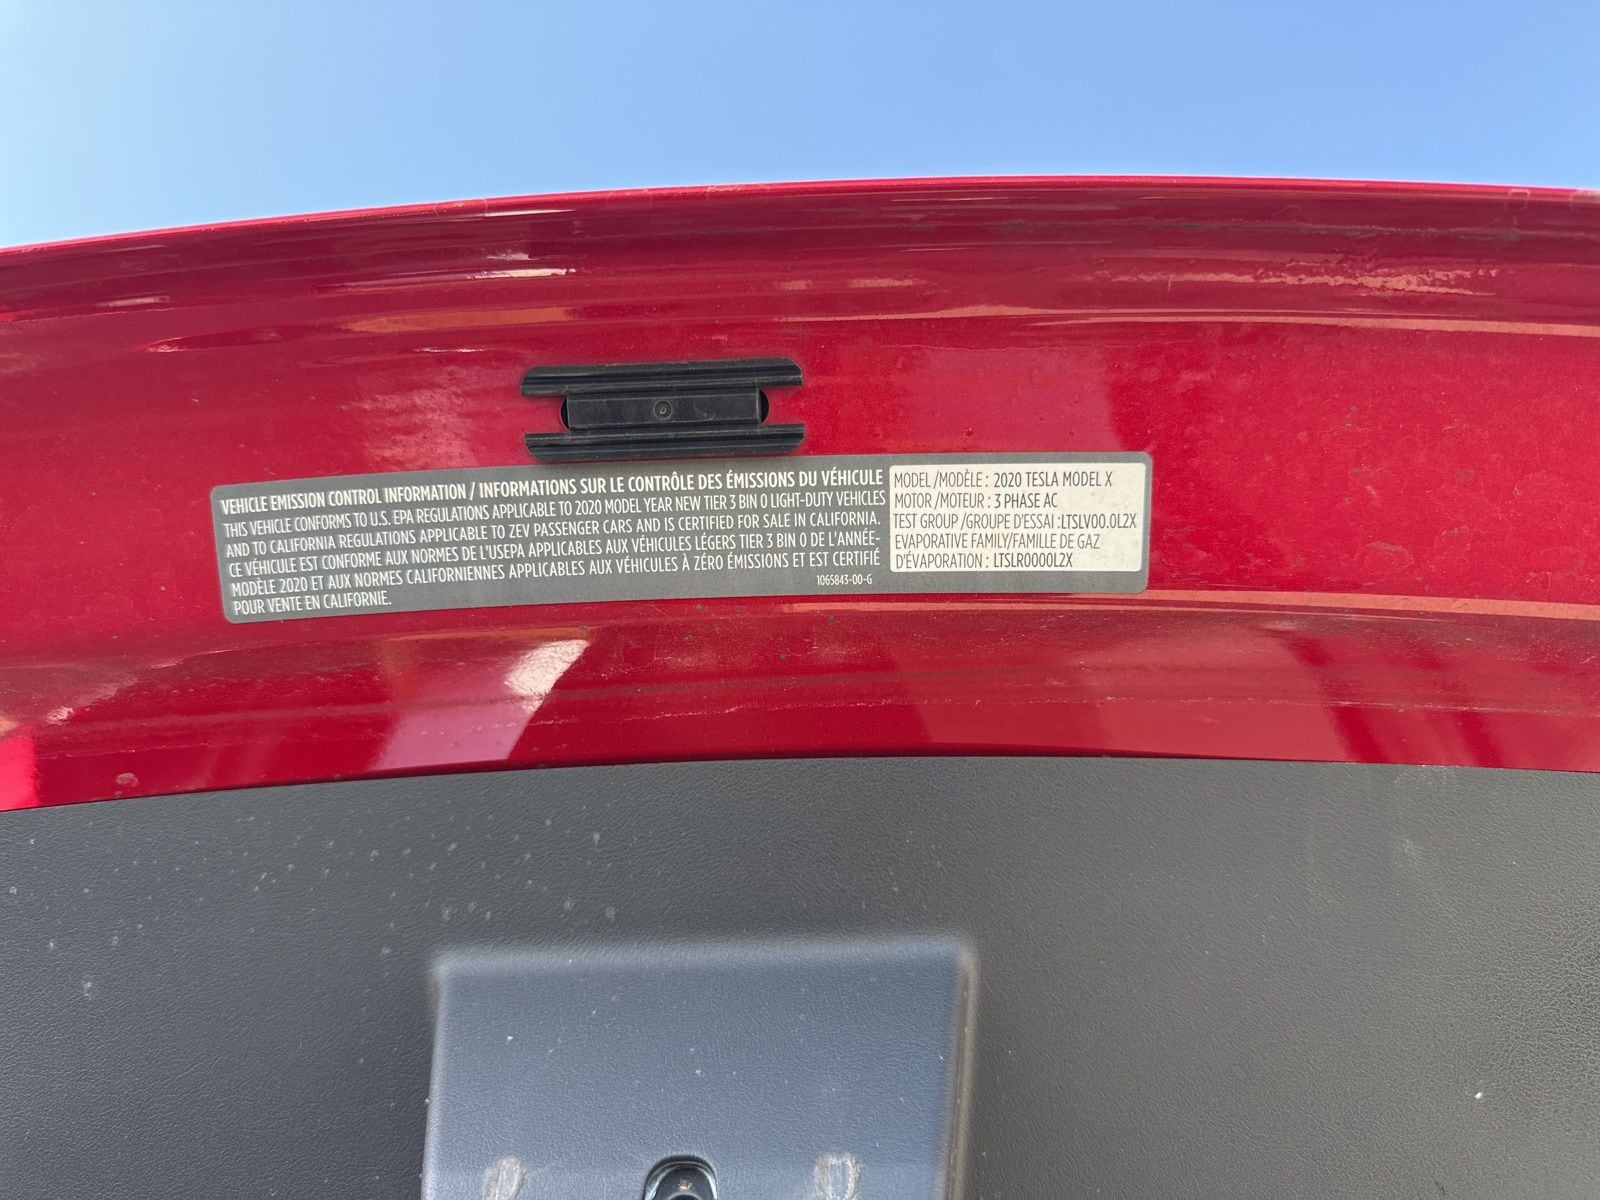 VEHICLE EMISSION CONTROL INFORMATION / INFORMATIONS SUR LE CONTRÔLE DES ÉMISSIONS DU VÉHICULE
THIS VEHICLE CONFORMS TO U.S. EPA REGULATIONS APPLICABLE TO 2020 MODEL YEAR NEW TIER 3 BIN 0 LIGHT-DUTY VEHICLES
AND TO CALIFORNIA REGULATIONS APPLICABLE TO ZEV PASSENGER CARS AND IS CERTIFIED FOR SALE IN CALIFORNIA.
CE VÉHICULE EST CONFORME AUX NORMES DE L'USEPA APPLICABLES AUX VÉHICULES LÉGERS TIER 3 BIN 0 DE L'ANNÉE-
MODÈLE 2020 ET AUX NORMES CALIFORNIENNES APPLICABLES AUX VÉHICULES À ZÉRO ÉMISSIONS ET EST CERTIFIÉ
POUR VENTE EN CALIFORNIE.
1065843-00-G
MODEL /MODÈLE : 2020 TESLA MODEL X
MOTOR /MOTEUR : 3 PHASE AC
TEST GROUP /GROUPE D'ESSAI :LTSLV00.0L2X
EVAPORATIVE FAMILY/FAMILLE DE GAZ
D'ÉVAPORATION : LTSLR0000L2X